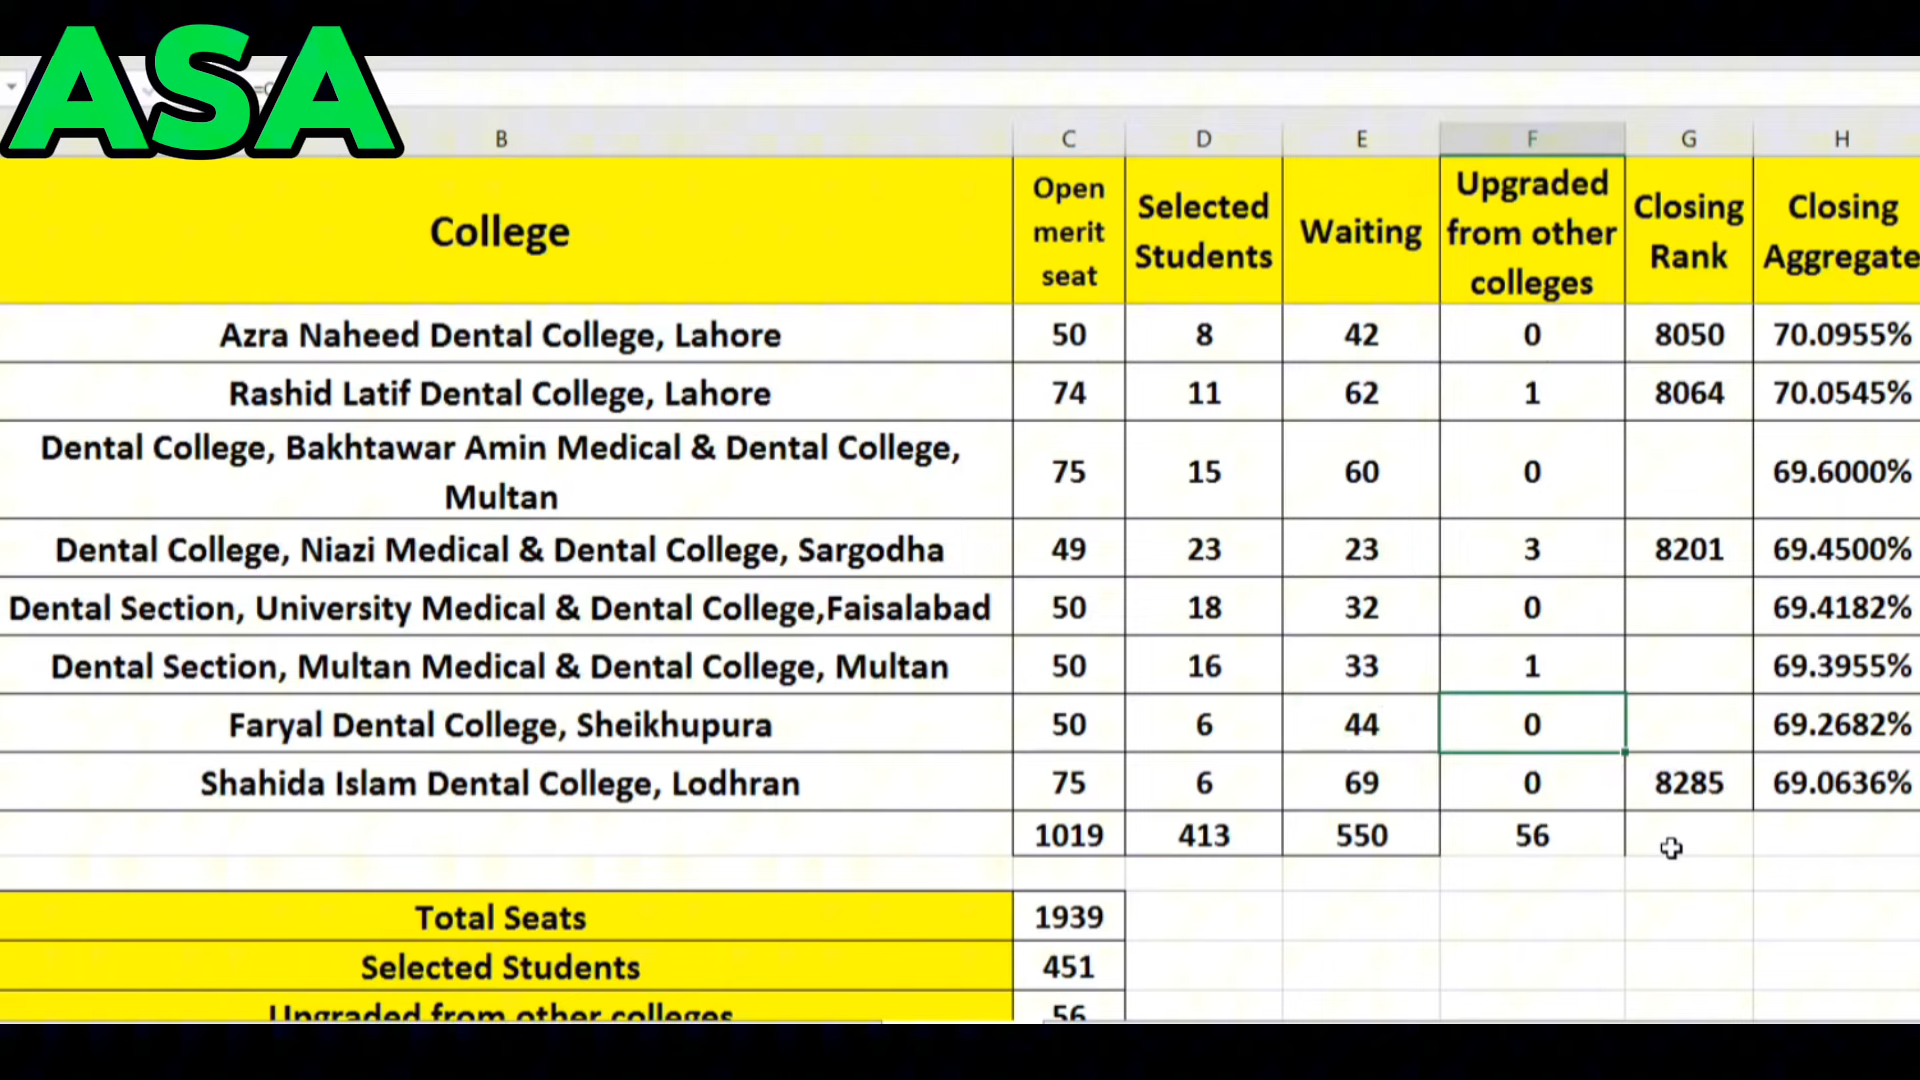 ASA
B C D E F G H
College Open merit seat Selected Students Waiting Upgraded from other colleges Closing Rank Closing Aggregate
Azra Naheed Dental College, Lahore 50 8 42 0 8050 70.0955%
Rashid Latif Dental College, Lahore 74 11 62 1 8064 70.0545%
Dental College, Bakhtawar Amin Medical & Dental College, Multan 75 15 60 0 69.6000%
Dental College, Niazi Medical & Dental College, Sargodha 49 23 23 3 8201 69.4500%
Dental Section, University Medical & Dental College,Faisalabad 50 18 32 0 69.4182%
Dental Section, Multan Medical & Dental College, Multan 50 16 33 1 69.3955%
Faryal Dental College, Sheikhupura 50 6 44 0 69.2682%
Shahida Islam Dental College, Lodhran 75 6 69 0 8285 69.0636%
1019 413 550 56
Total Seats 1939
Selected Students 451
Upgraded from other colleges 56